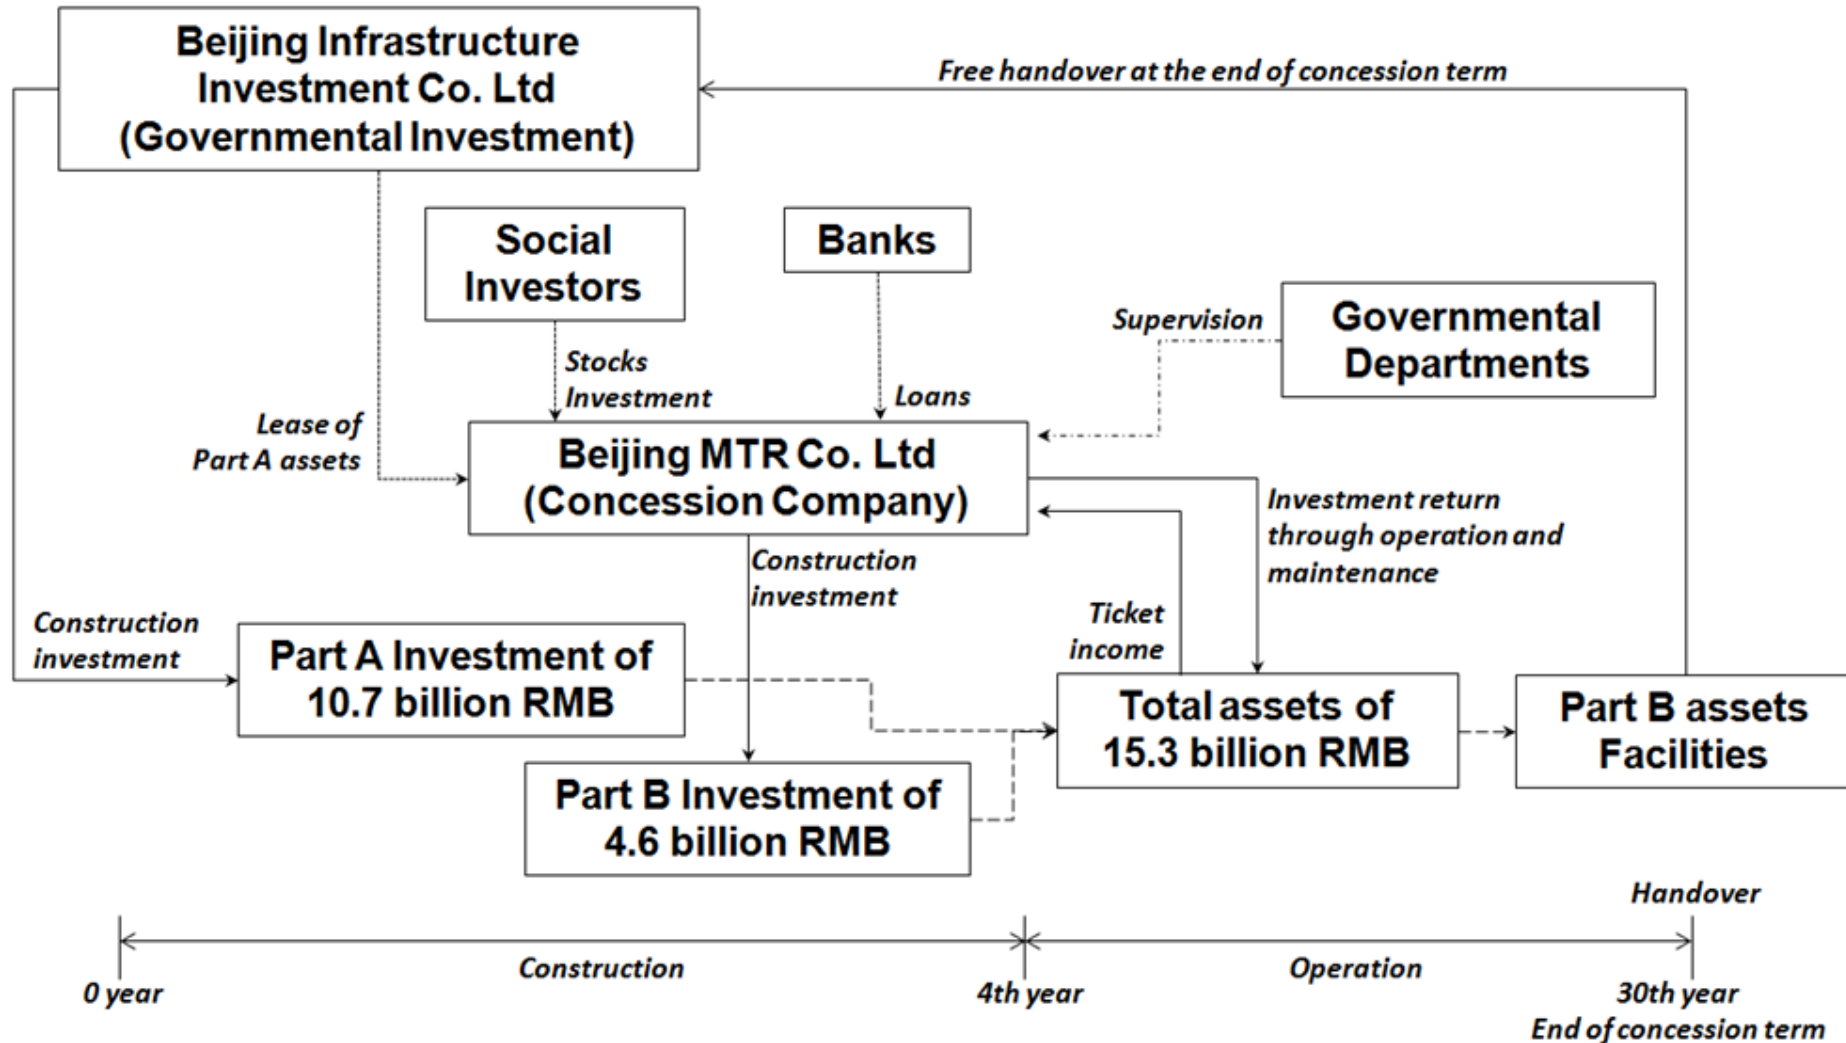 Beijing Infrastructure
Investment Co. Ltd
(Governmental Investment)
Free handover at the end of concession term
Social
Investors
Banks
Governmental
Departments
Supervision
Stocks
Investment
Loans
Lease of
Part A assets
Beijing MTR Co. Ltd
(Concession Company)
Investment return
through operation and
maintenance
Construction
investment
Ticket
income
Construction
investment
Part A Investment of
10.7 billion RMB
Total assets of
15.3 billion RMB
Part B assets
Facilities
Part B Investment of
4.6 billion RMB
Handover
Construction
Operation
0 year
4th year
30th year
End of concession term